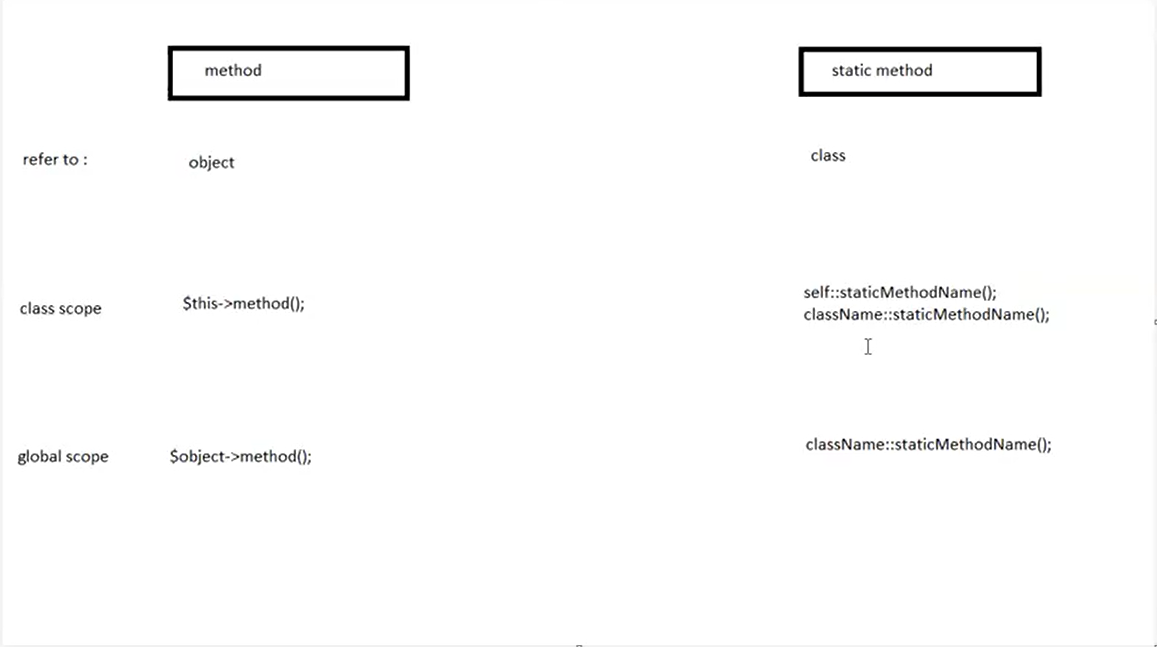 method
static method
refer to :
object
class
class scope
$this->method();
self::staticMethodName();
className::staticMethodName();
global scope
$object->method();
className::staticMethodName();